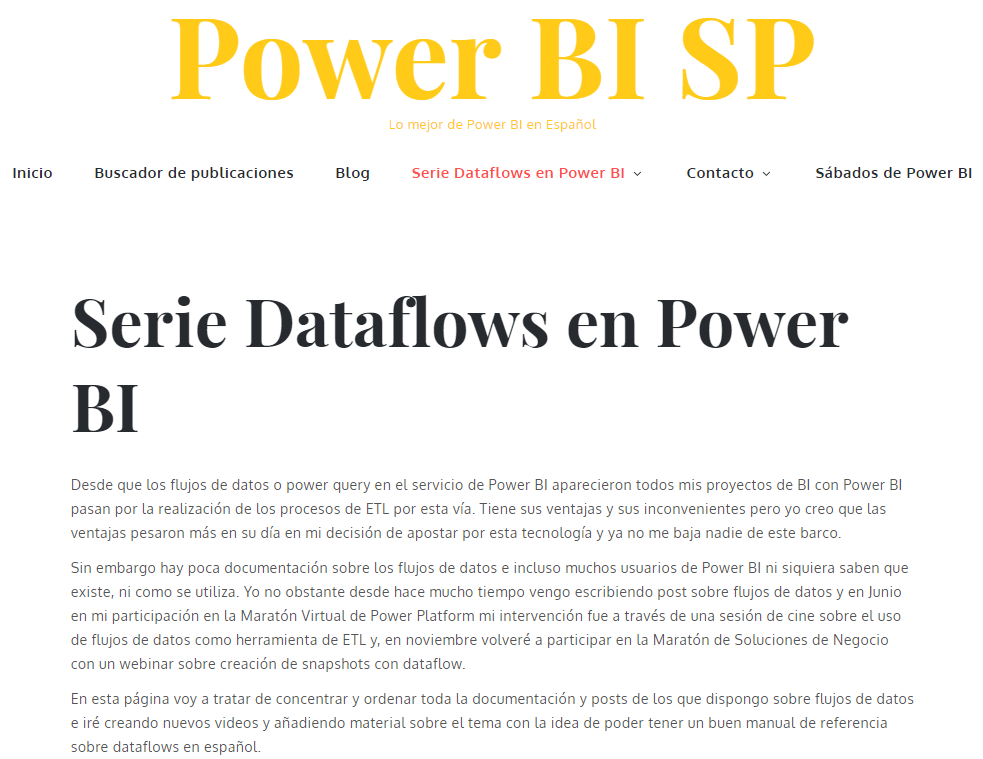 Power BI SP
Lo mejor de Power BI en Español
Inicio Buscador de publicaciones Blog Serie Dataflows en Power BI Contacto Sábados de Power BI
Serie Dataflows en Power
BI
Desde que los flujos de datos o power query en el servicio de Power BI aparecieron todos mis proyectos de BI con Power BI
pasan por la realización de los procesos de ETL por esta vía. Tiene sus ventajas y sus inconvenientes pero yo creo que las
ventajas pesaron más en su día en mi decisión de apostar por esta tecnología y ya no me baja nadie de este barco.
Sin embargo hay poca documentación sobre los flujos de datos e incluso muchos usuarios de Power BI ni siquiera saben que
existe, ni como se utiliza. Yo no obstante desde hace mucho tiempo vengo escribiendo post sobre flujos de datos y en Junio
en mi participación en la Maratón Virtual de Power Platform mi intervención fue a través de una sesión de cine sobre el uso
de flujos de datos como herramienta de ETL y, en noviembre volveré a participar en la Maratón de Soluciones de Negocio
con un webinar sobre creación de snapshots con dataflow.
En esta página voy a tratar de concentrar y ordenar toda la documentación y posts de los que dispongo sobre flujos de datos
e iré creando nuevos videos y añadiendo material sobre el tema con la idea de poder tener un buen manual de referencia
sobre dataflows en español.